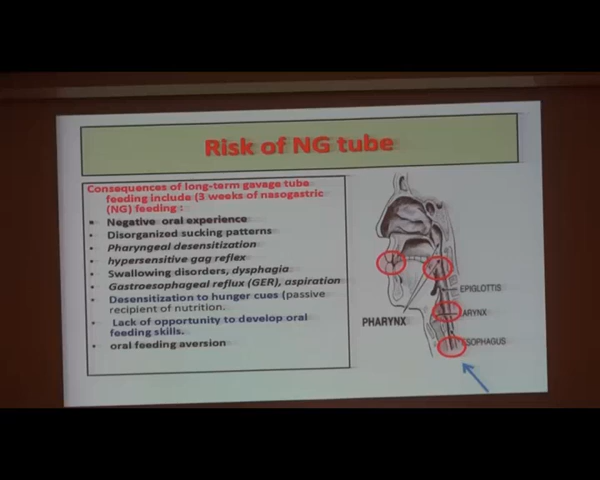 Risk of NG tube
Consequences of long-term gavage tube
feeding include (3 weeks of nasogastric
(NG) feeding :
▪ Negative oral experience
• Disorganized sucking patterns
• Pharyngeal desensitization
• hypersensitive gag reflex
• Swallowing disorders, dysphagia
• Gastroesophageal reflux (GER), aspiration
• Desensitization to hunger cues (passive
recipient of nutrition.
• Lack of opportunity to develop oral
feeding skills.
• oral feeding aversion
EPIGLOTTIS
ARYNX
PHARYNX
ESOPHAGUS